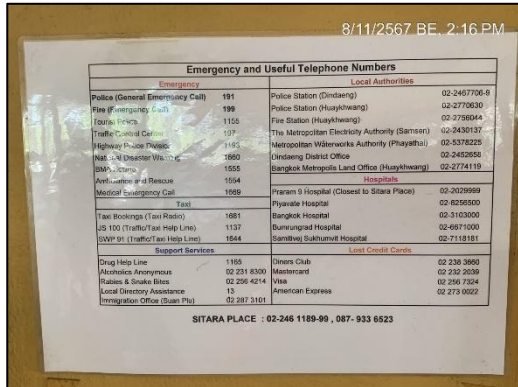 8/11/2567 BE, 2:16 PM
Emergency and Useful Telephone Numbers
Emergency
Police (General Emergency Call) 191
Fire (Emergency Call) 199
Tourist Police 1155
Traffic Control Center 197
Highway Police Division 1193
National Disaster Warning 1860
BMA 1555
Ambulance and Rescue 1554
Medical Emergency Call 1669
Taxi
Taxi Bookings (Taxi Radio) 1681
JS 100 (Traffic/Taxi Help Line) 1137
SWP 91 (Traffic/Taxi Help Line) 1644
Support Services
Drug Help Line 1165
Alcoholics Anonymous 02 231 8300
Rabies & Snake Bites 02 256 4214
Local Directory Assistance 13
Immigration Office (Suan Plu) 02 287 3101
Local Authorities
Police Station (Dindaeng) 02-2467706-9
Police Station (Huaykhwang) 02-2770630
Fire Station (Huaykhwang) 02-2756044
The Metropolitan Electricity Authority (Samsen) 02-2430137
Metropolitan Waterworks Authority (Phayathai) 02-5378225
Dindaeng District Office 02-2452658
Bangkok Metropolis Land Office (Huaykhwang) 02-2774119
Hospitals
Praram 9 Hospital (Closest to Sitara Place) 02-2029999
Piyavate Hospital 02-6256500
Bangkok Hospital 02-3103000
Bumrungrad Hospital 02-6671000
Samitivej Sukhumvit Hospital 02-7118181
Lost Credit Cards
Diners Club 02 238 3660
Mastercard 02 232 2039
Visa 02 256 7324
American Express 02 273 0022
SITARA PLACE : 02-246 1189-99 , 087- 933 6523